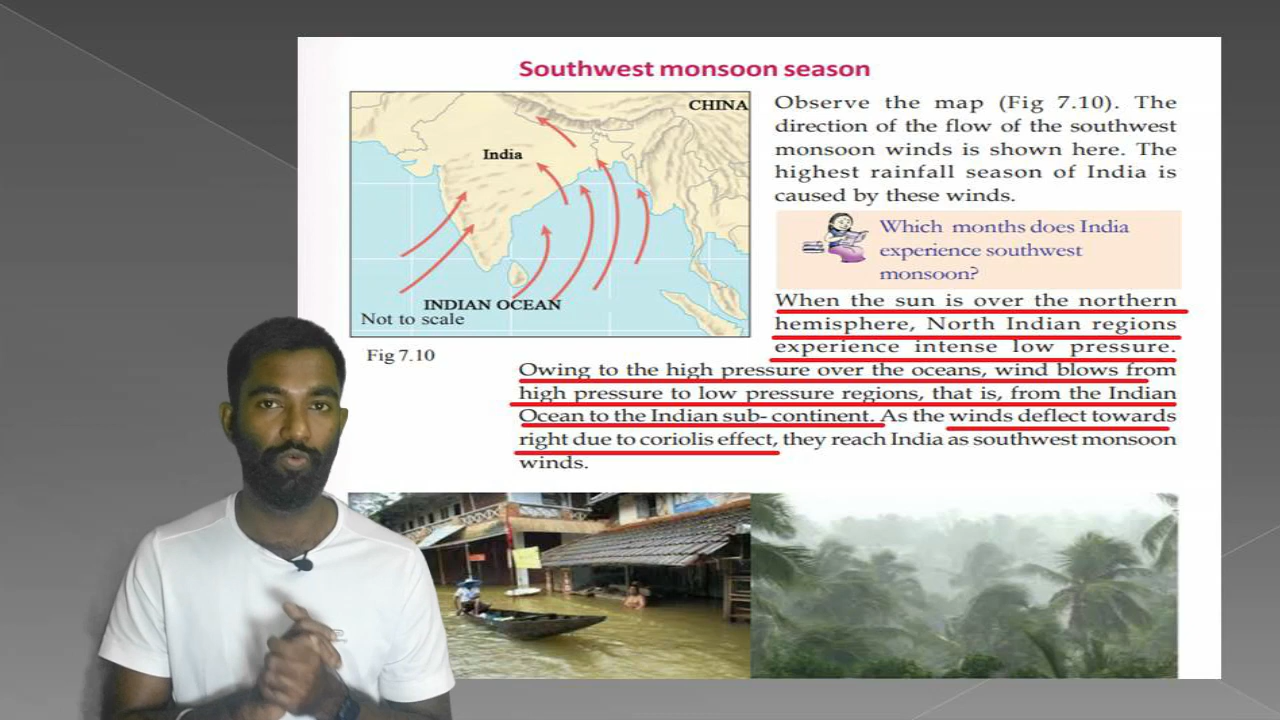 Southwest monsoon season
CHINA
India
INDIAN OCEAN
Not to scale
Fig 7.10
Observe the map (Fig 7.10). The
direction of the flow of the southwest
monsoon winds is shown here. The
highest rainfall season of India is
caused by these winds.
Which months does India
experience southwest
monsoon?
When the sun is over the northern
hemisphere, North Indian regions
experience intense low pressure.
Owing to the high pressure over the oceans, wind blows from
high pressure to low pressure regions, that is, from the Indian
Ocean to the Indian sub- continent. As the winds deflect towards
right due to coriolis effect, they reach India as southwest monsoon
winds.